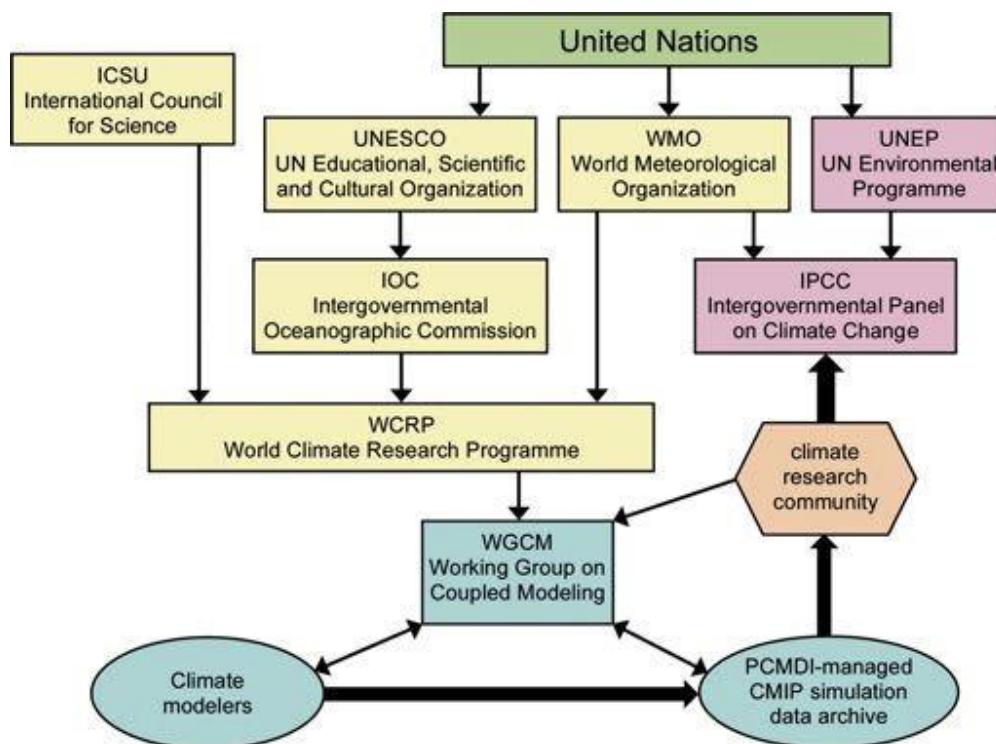 United Nations
ICSU
International Council
for Science
UNESCO
UN Educational, Scientific
and Cultural Organization
WMO
World Meteorological
Organization
UNEP
UN Environmental
Programme
IOC
Intergovernmental
Oceanographic Commission
IPCC
Intergovernmental Panel
on Climate Change
WCRP
World Climate Research Programme
climate
research
community
WGCM
Working Group on
Coupled Modeling
Climate
modelers
PCMDI-managed
CMIP simulation
data archive